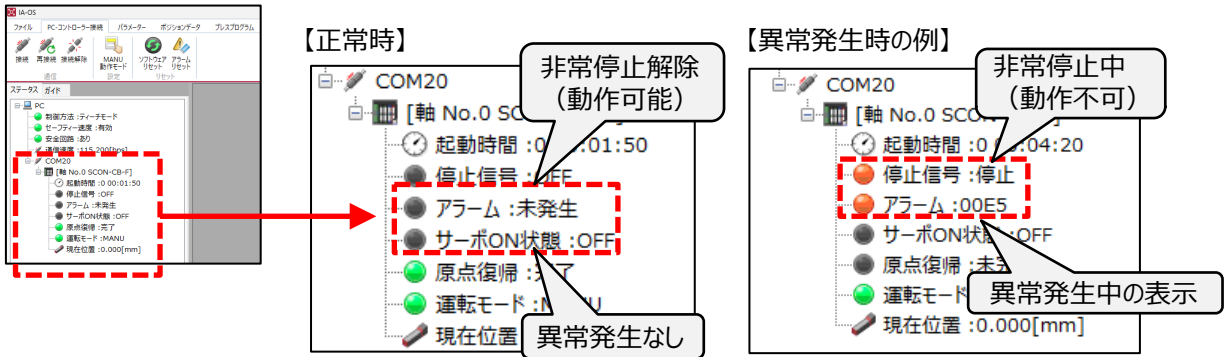 IA-OS
ファイル PC-コントローラー接続 パラメーター ポジションデータ プレスプログラム
接続 再接続 接続解除 MANU 動作モード ソフトウェア リセット アラーム リセット
通信 設定 リセット
ステータス ガイド
PC
制御方法 :ティーチモード
セーフティー速度 :有効
安全回路 :あり
通信速度 :115,200[bps]
COM20
[軸 No.0 SCON-CB-F]
起動時間 :0 00:01:50
停止信号 :OFF
アラーム :未発生
サーボON状態 :OFF
原点復帰 :完了
運転モード :MANU
現在位置 :0.000[mm]
【正常時】
非常停止解除
(動作可能)
COM20
[軸 No.0 SC
起動時間 :0 :01:50
停止信号 :OFF
アラーム :未発生
サーボON状態 :OFF
原点復帰 :完了
運転モード :M NU
現在位置
異常発生なし
【異常発生時の例】
非常停止中
(動作不可)
COM20
[軸 No.0 SCON
起動時間 :0 :04:20
停止信号 :停止
アラーム :00E5
サーボON状態 :OFF
原点復帰 :未完
運転モード
異常発生中の表示
現在位置 :0.000[mm]